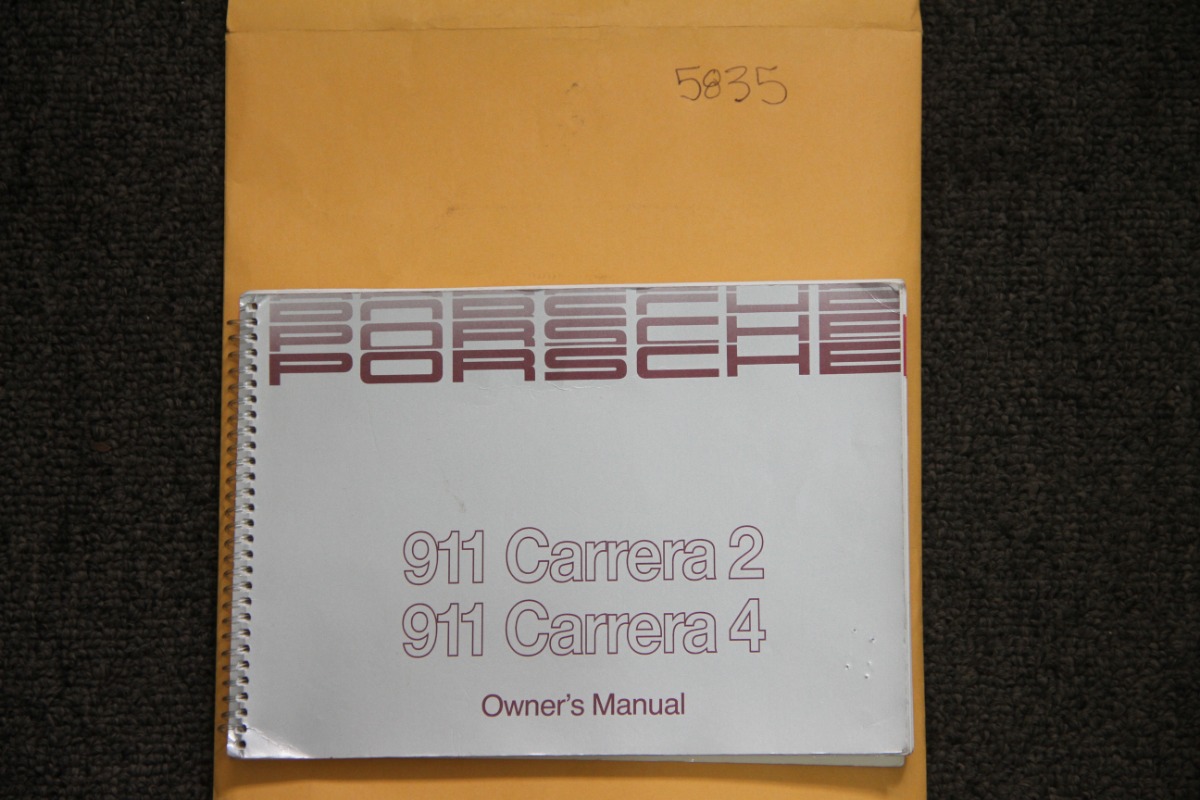 5835
PORSCHE
PORSCHE
PORSCHE
911 Carrera 2
911 Carrera 4
Owner's Manual